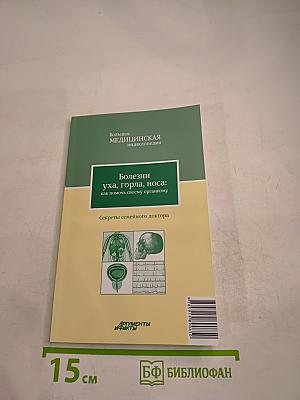 Большая
МЕДИЦИНСКАЯ
энциклопедия
Болезни
уха, горла, носа:
как помочь своему организму
Секреты семейного доктора
АРГУМЕНТЫ
И ФАКТЫ
15 см
БФ БИБЛИОФАН